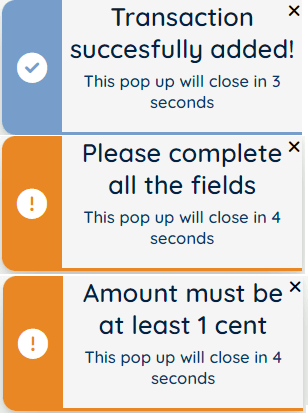 Transaction
succesfully added!
This pop up will close in 3
seconds
Please complete
all the fields
This pop up will close in 4
seconds
Amount must be
at least 1 cent
This pop up will close in 4
seconds